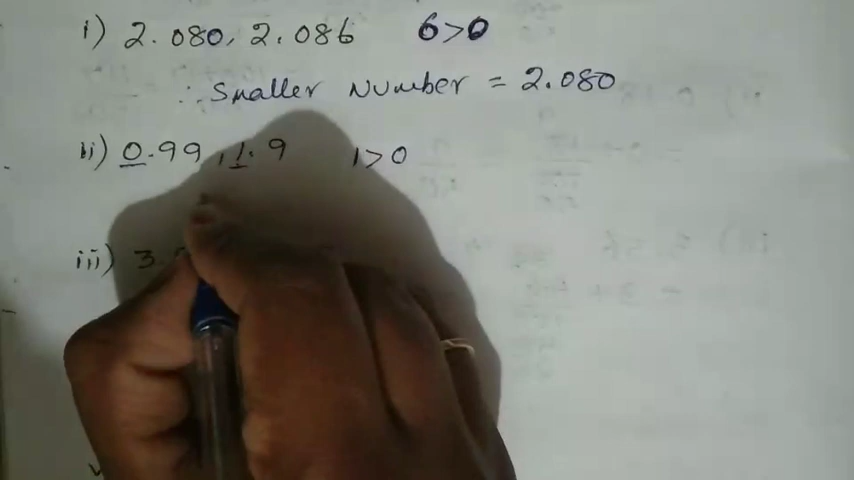 i) 2.080, 2.086 6>0
∴ Smaller Number = 2.080
ii) 0.99, 1.9 1>0
iii) 3.